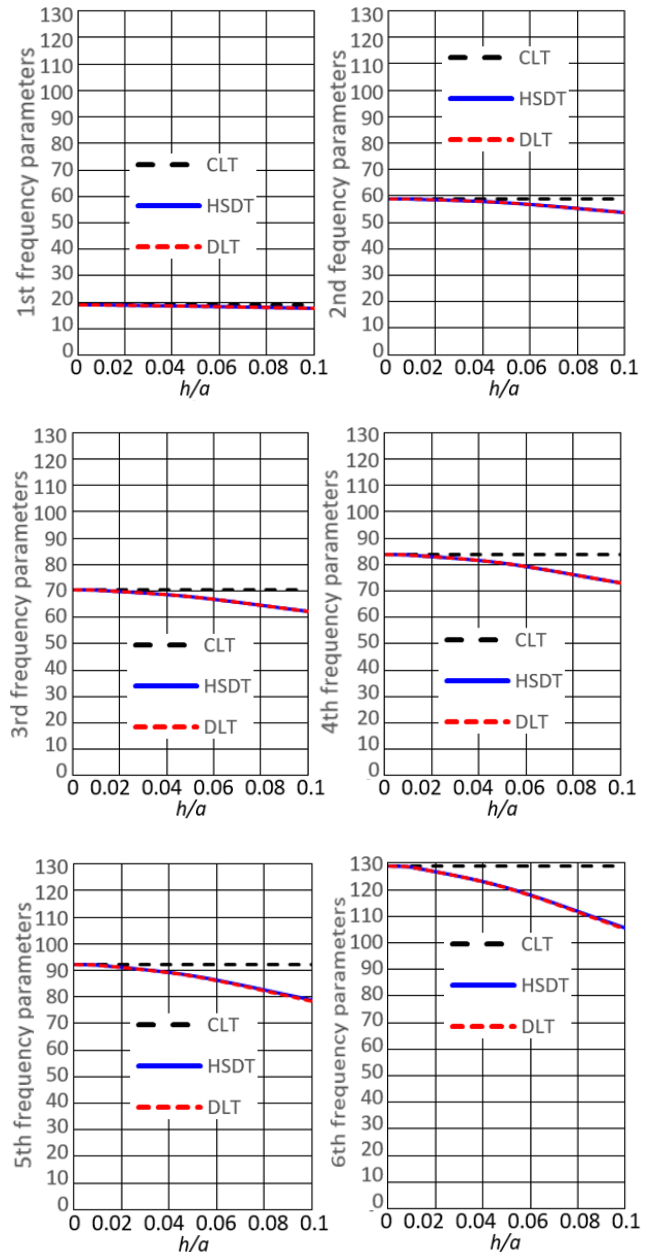 1st frequency parameters
130
120
110
100
90
80
70
60
50
40
30
20
10
0
CLT
HSDT
DLT
0 0.02 0.04 0.06 0.08 0.1
h/a
2nd fequency parameters
130
120
110
100
90
80
70
60
50
40
30
20
10
0
CLT
HSDT
DLT
0 0.02 0.04 0.06 0.08 0.1
h/a
3rd frequency parameters
130
120
110
100
90
80
70
60
50
40
30
20
10
0
CLT
HSDT
DLT
0 0.02 0.04 0.06 0.08 0.1
h/a
4th frequency parameters
130
120
110
100
90
80
70
60
50
40
30
20
10
0
CLT
HSDT
DLT
0 0.02 0.04 0.06 0.08 0.1
h/a
5th frequency parameters
130
120
110
100
90
80
70
60
50
40
30
20
10
0
CLT
HSDT
DLT
0 0.02 0.04 0.06 0.08 0.1
h/a
6th frequency parameters
130
120
110
100
90
80
70
60
50
40
30
20
10
0
CLT
HSDT
DLT
0 0.02 0.04 0.06 0.08 0.1
h/a